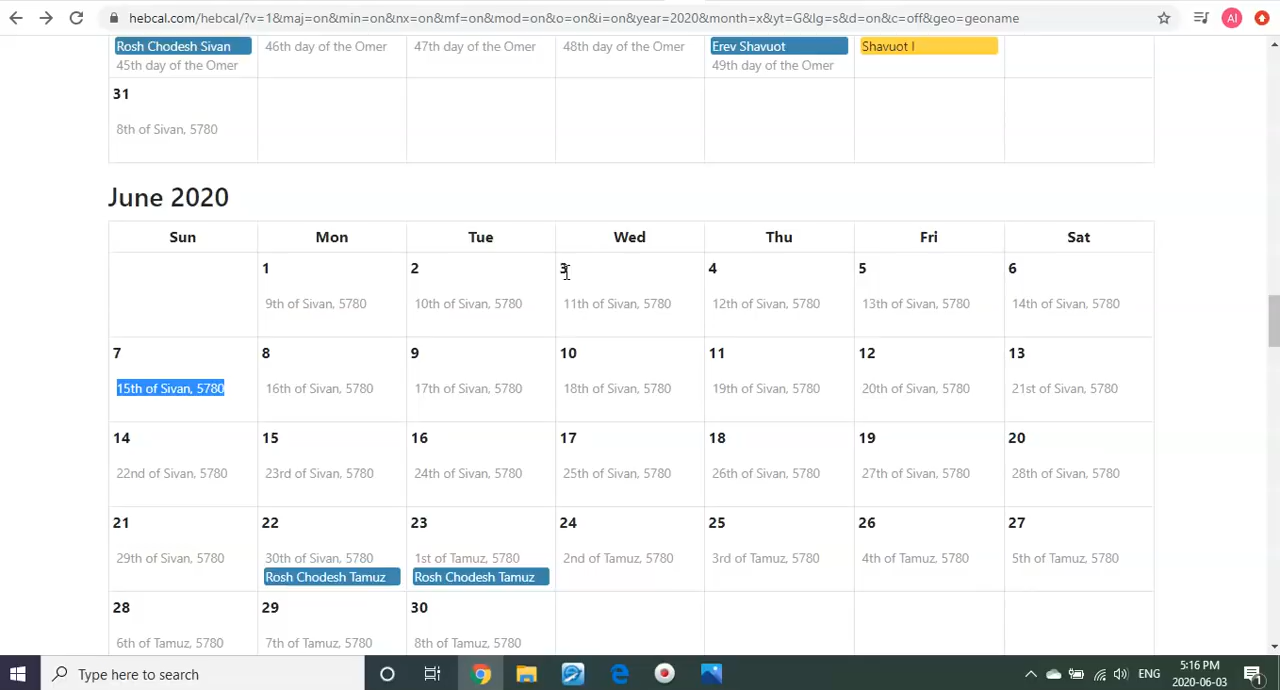 hebcal.com/hebcal/?v=1&maj=on&min=on&nx=on&mf=on&mod=on&o=on&i=on&year=2020&month=x&yt=G&lg=s&d=on&c=off&geo=geoname
AI
Rosh Chodesh Sivan 46th day of the Omer 47th day of the Omer 48th day of the Omer Erev Shavuot Shavuot I
45th day of the Omer 49th day of the Omer
31
8th of Sivan, 5780
June 2020
Sun Mon Tue Wed Thu Fri Sat
1 2 3 4 5 6
9th of Sivan, 5780 10th of Sivan, 5780 11th of Sivan, 5780 12th of Sivan, 5780 13th of Sivan, 5780 14th of Sivan, 5780
7 8 9 10 11 12 13
15th of Sivan, 5780 16th of Sivan, 5780 17th of Sivan, 5780 18th of Sivan, 5780 19th of Sivan, 5780 20th of Sivan, 5780 21st of Sivan, 5780
14 15 16 17 18 19 20
22nd of Sivan, 5780 23rd of Sivan, 5780 24th of Sivan, 5780 25th of Sivan, 5780 26th of Sivan, 5780 27th of Sivan, 5780 28th of Sivan, 5780
21 22 23 24 25 26 27
29th of Sivan, 5780 30th of Sivan, 5780 1st of Tamuz, 5780 2nd of Tamuz, 5780 3rd of Tamuz, 5780 4th of Tamuz, 5780 5th of Tamuz, 5780
Rosh Chodesh Tamuz Rosh Chodesh Tamuz
28 29 30
6th of Tamuz, 5780 7th of Tamuz, 5780 8th of Tamuz, 5780
Type here to search
ENG
5:16 PM
2020-06-03
1